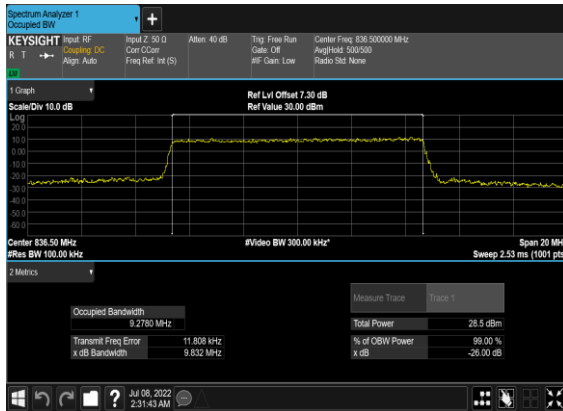 Spectrum Analyzer 1
Occupied BW
+
KEYSIGHT Input: RF Input Z: 50 Ω Atten: 40 dB Trig: Free Run Center Freq: 836.500000 MHz
R T Coupling: DC Corr CCorr Gate: Off Avg|Hold: 500/500
Align: Auto Freq Ref: Int (S) #IF Gain: Low Radio Std: None
LXI
1 Graph
Ref Lvl Offset 7.30 dB
Scale/Div 10.0 dB Ref Value 30.00 dBm
Log
20.0
10.0
0.00
-10.0
-20.0
-30.0
-40.0
-50.0
-60.0
Center 836.50 MHz #Video BW 300.00 kHz* Span 20 MH
#Res BW 100.00 kHz Sweep 2.53 ms (1001 pts
2 Metrics
Measure Trace Trace 1
Occupied Bandwidth
9.2780 MHz Total Power 28.5 dBm
Transmit Freq Error 11.808 kHz % of OBW Power 99.00 %
x dB Bandwidth 9.832 MHz x dB -26.00 dB
? Jul 08, 2022
2:31:43 AM